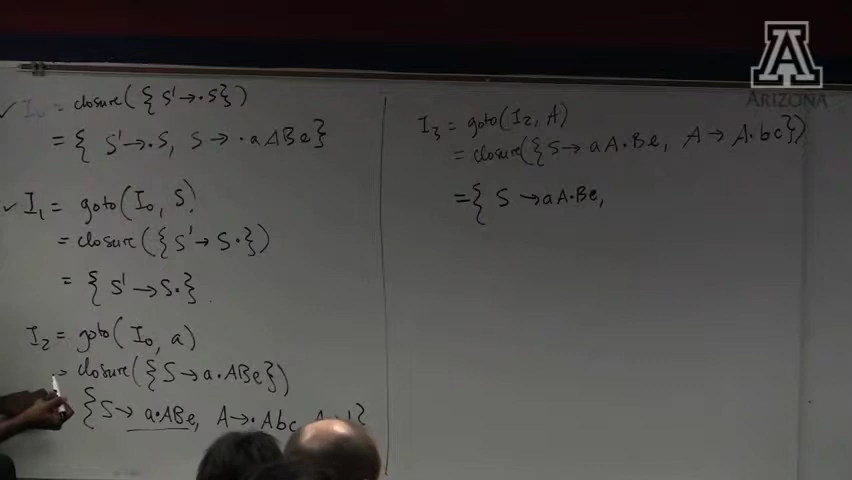 ✓ I₀ = closure({S'→·S})
= {S'→·S, S→·aABe}
✓ I₁ = goto(I₀, S)
= closure({S'→S·})
= {S'→S·}
I₂ = goto(I₀, a)
= closure({S→a·ABe})
{S→a·ABe, A→·Abc,
I₃ = goto(I₂, A)
= closure({S→aA·Be, A→A·bc})
= {S→aA·Be,
A
ARIZONA